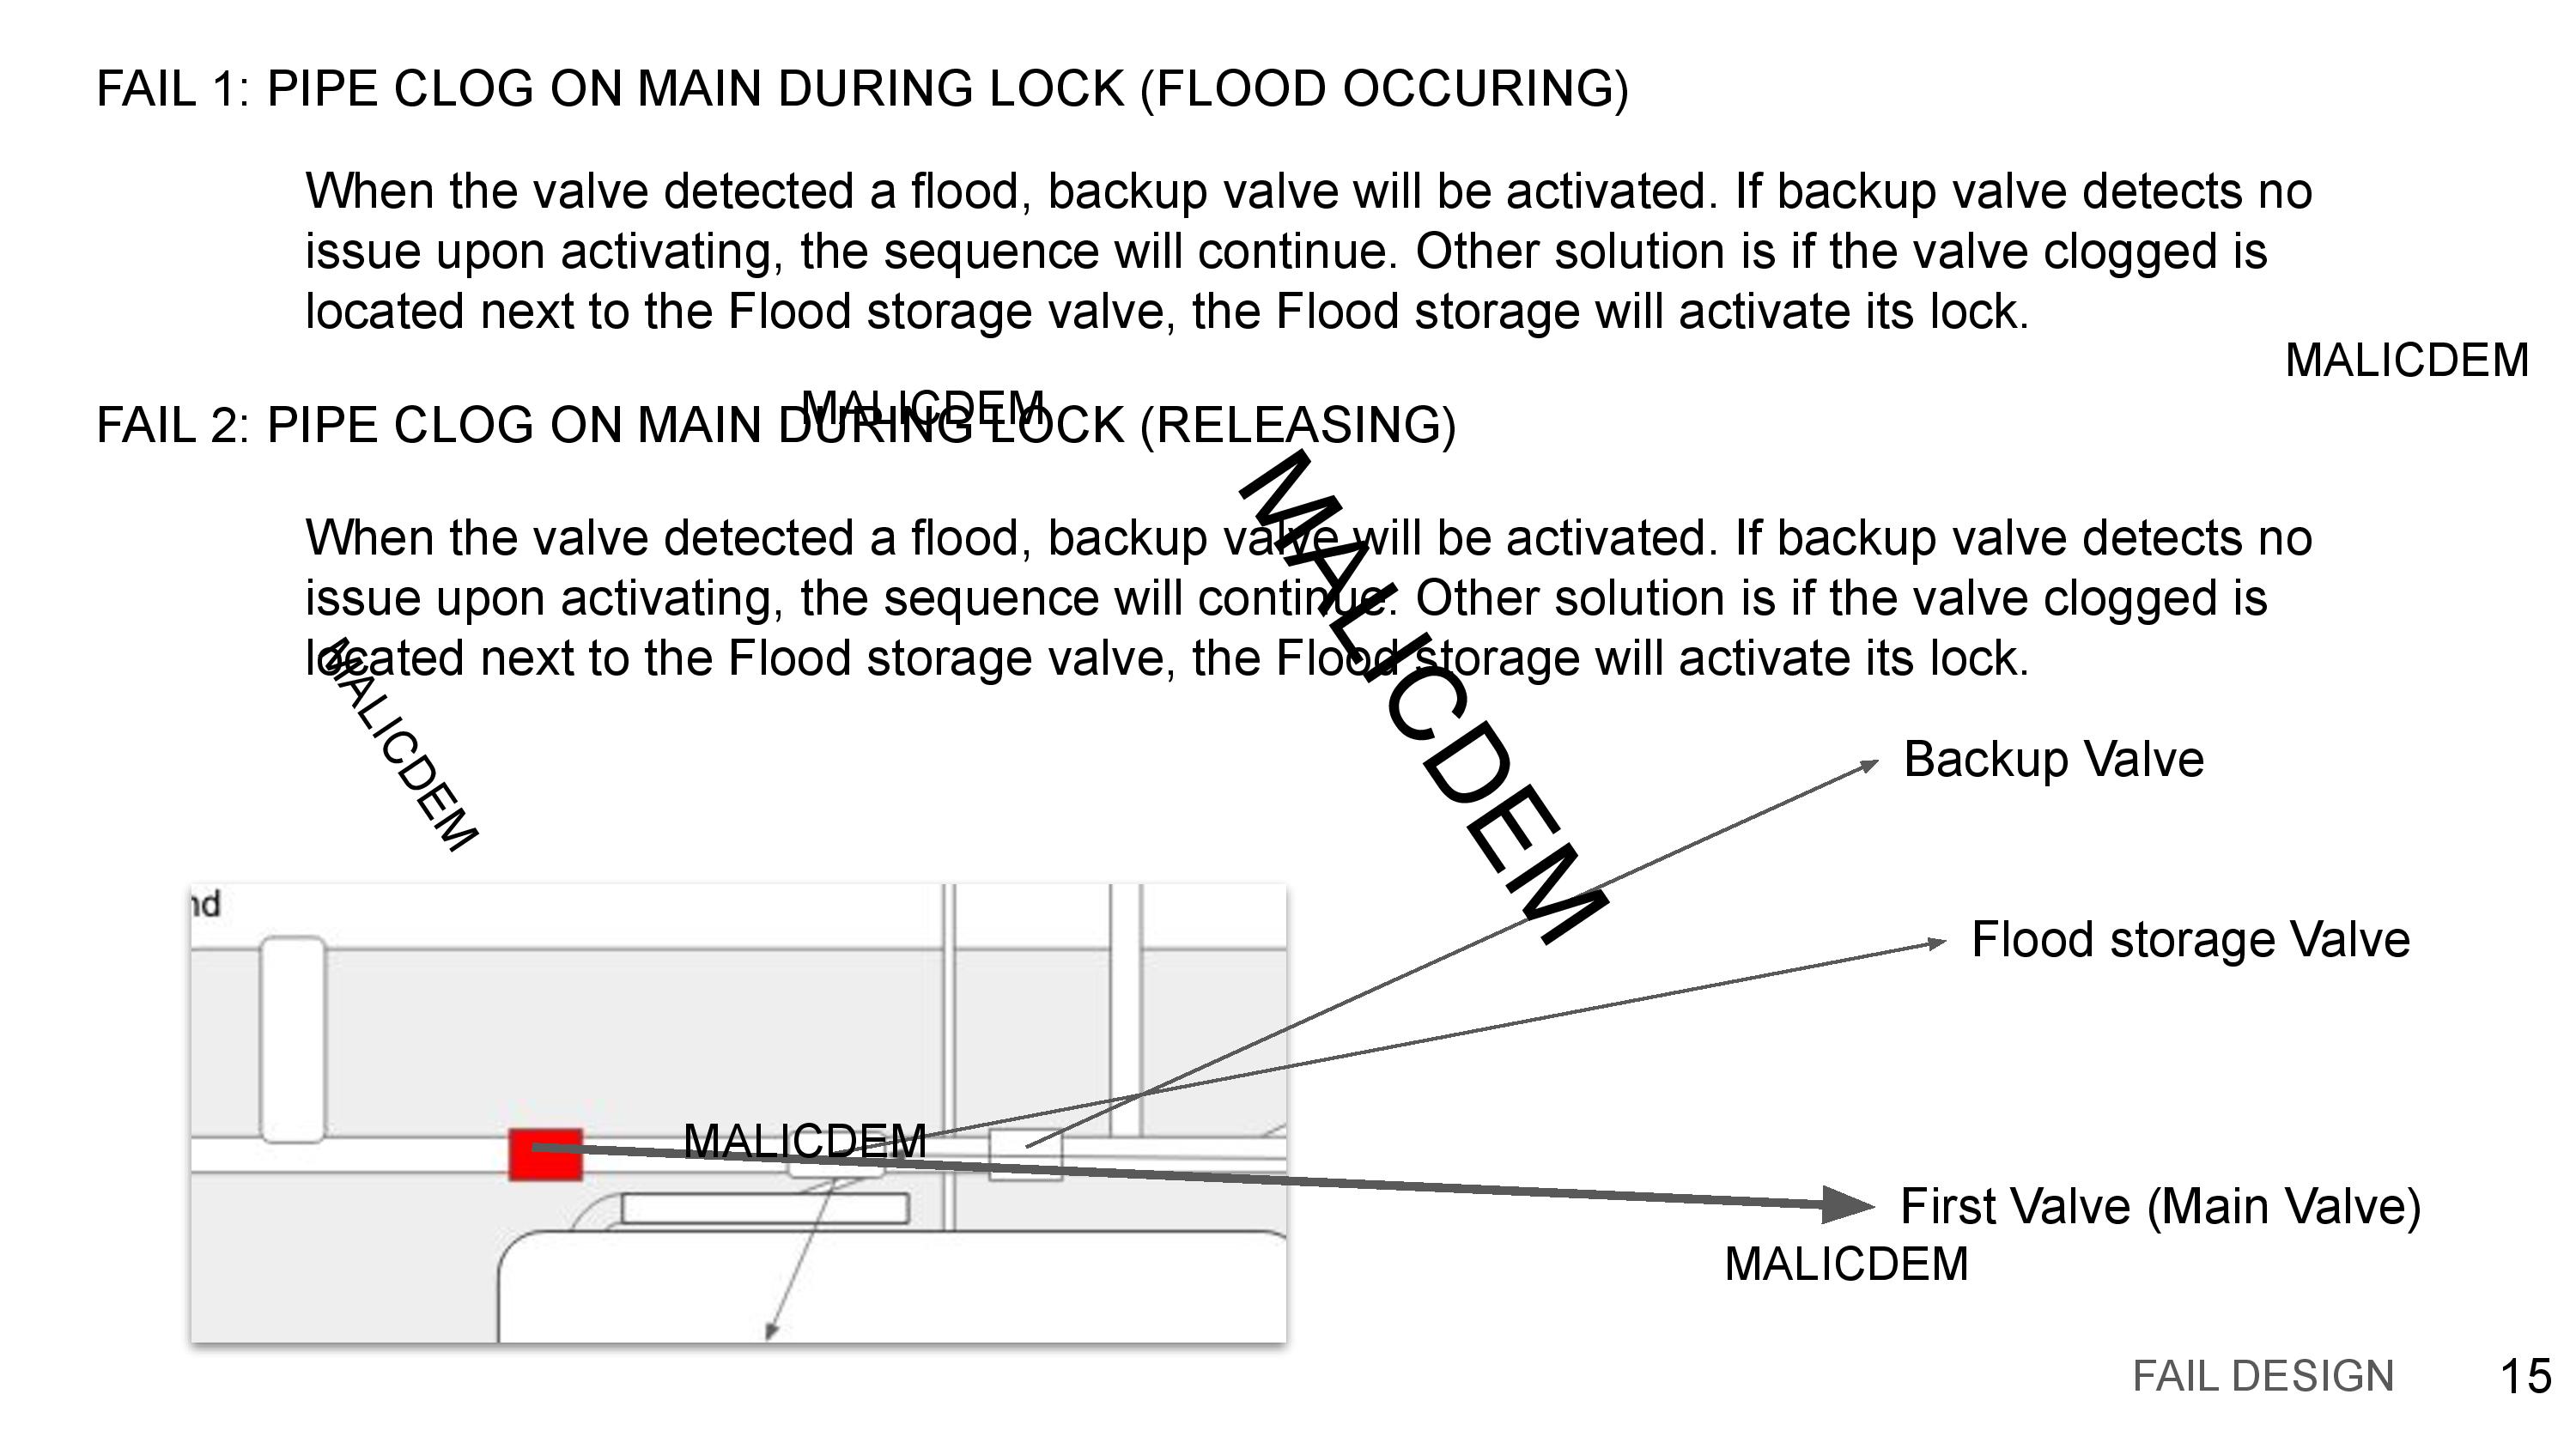 FAIL 1: PIPE CLOG ON MAIN DURING LOCK (FLOOD OCCURING)
When the valve detected a flood, backup valve will be activated. If backup valve detects no
issue upon activating, the sequence will continue. Other solution is if the valve clogged is
located next to the Flood storage valve, the Flood storage will activate its lock.
MALICDEM
MALICDEM
FAIL 2: PIPE CLOG ON MAIN DURING LOCK (RELEASING)
MALICDEM
When the valve detected a flood, backup valve will be activated. If backup valve detects no
issue upon activating, the sequence will continue. Other solution is if the valve clogged is
located next to the Flood storage valve, the Flood storage will activate its lock.
MALICDEM
Backup Valve
nd
Flood storage Valve
MALICDEM
First Valve (Main Valve)
MALICDEM
FAIL DESIGN 15